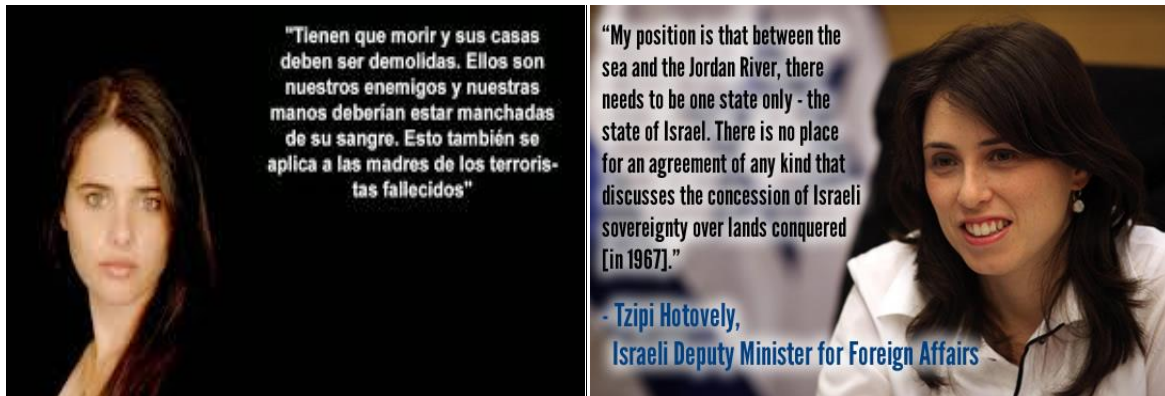 "Tienen que morir y sus casas
deben ser demolidas. Ellos son
nuestros enemigos y nuestras
manos deberían estar manchadas
de su sangre. Esto también se
aplica a las madres de los terroris-
tas fallecidos"
“My position is that between the
sea and the Jordan River, there
needs to be one state only - the
state of Israel. There is no place
for an agreement of any kind that
discusses the concession of Israeli
sovereignty over lands conquered
[in 1967].”
- Tzipi Hotovely,
Israeli Deputy Minister for Foreign Affairs